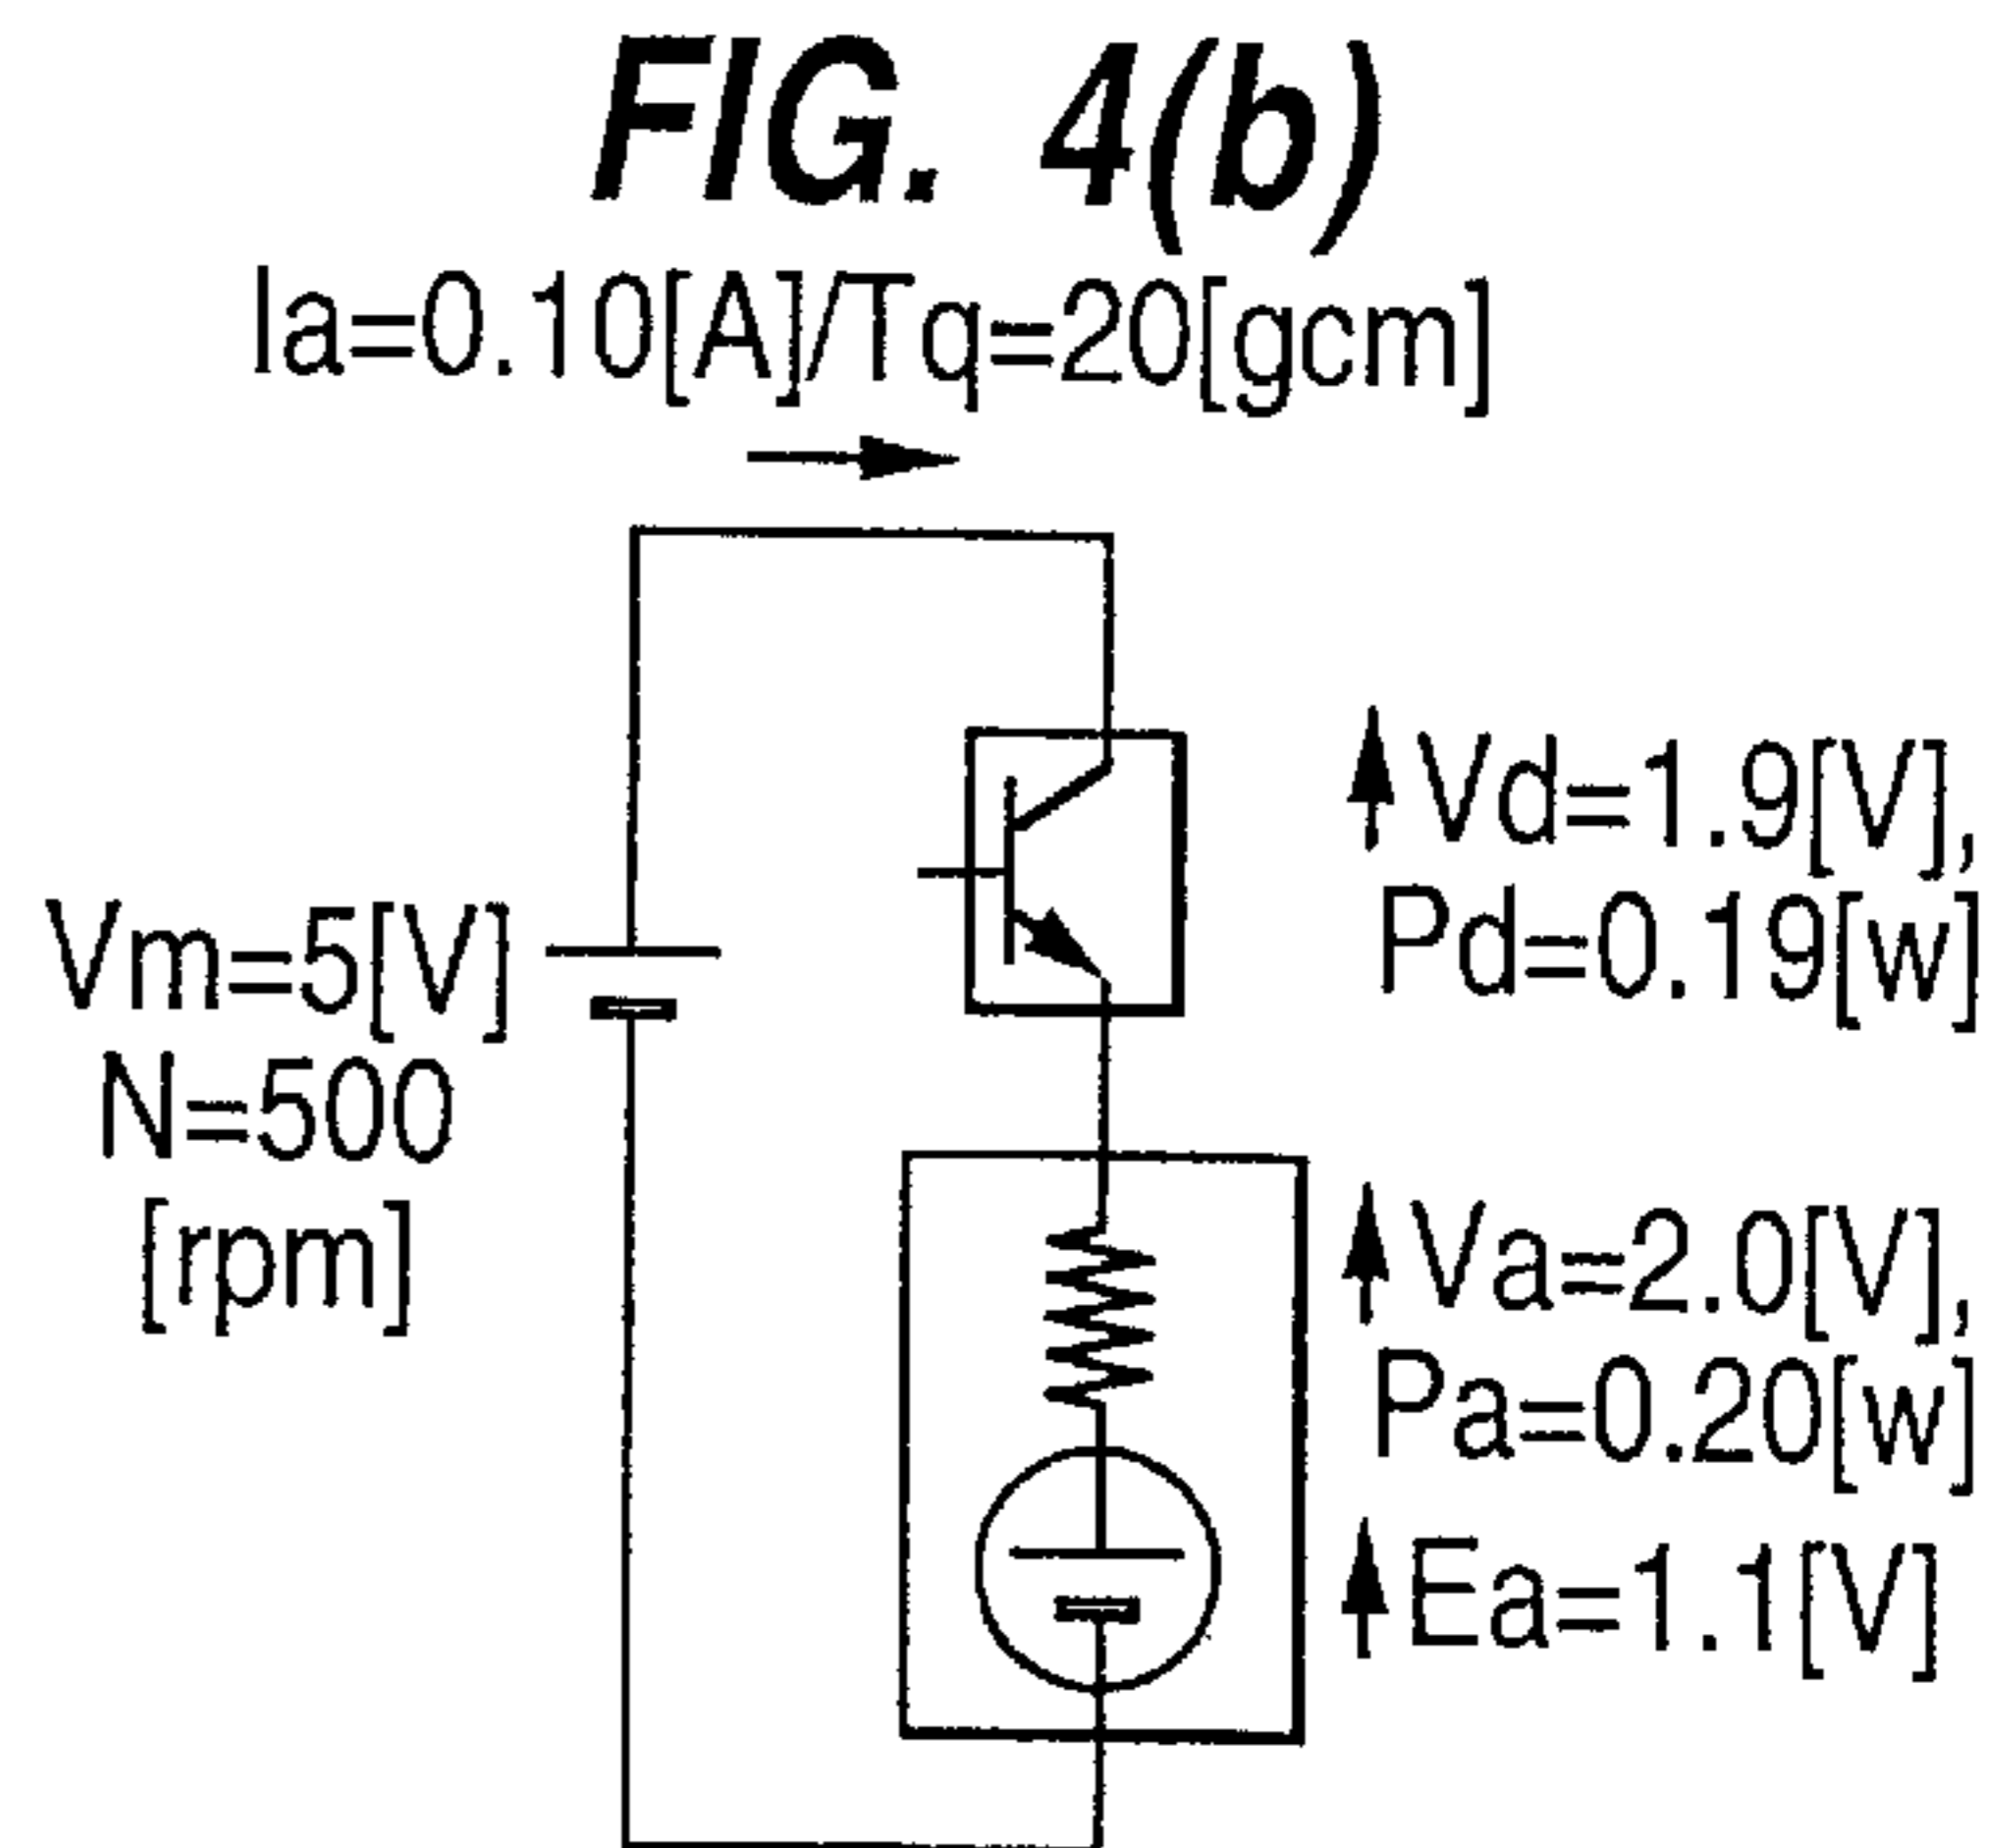 FIG. 4(b)
Ia=0.10[A]/Tq=20[gcm]
Vd=1.9[V],
Pd=0.19[w]
Vm=5[V]
N=500
[rpm]
Va=2.0[V],
Pa=0.20[w]
Ea=1.1[V]